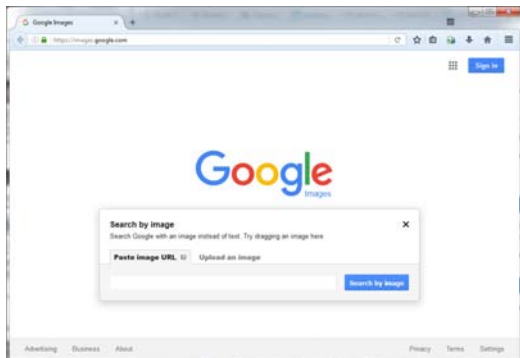 Google Images
https://images.google.com
Sign in
Google
Images
Search by image
Search Google with an image instead of text. Try dragging an image here.
Paste image URL
Upload an image
Search by image
Advertising Business About
Privacy Terms Settings